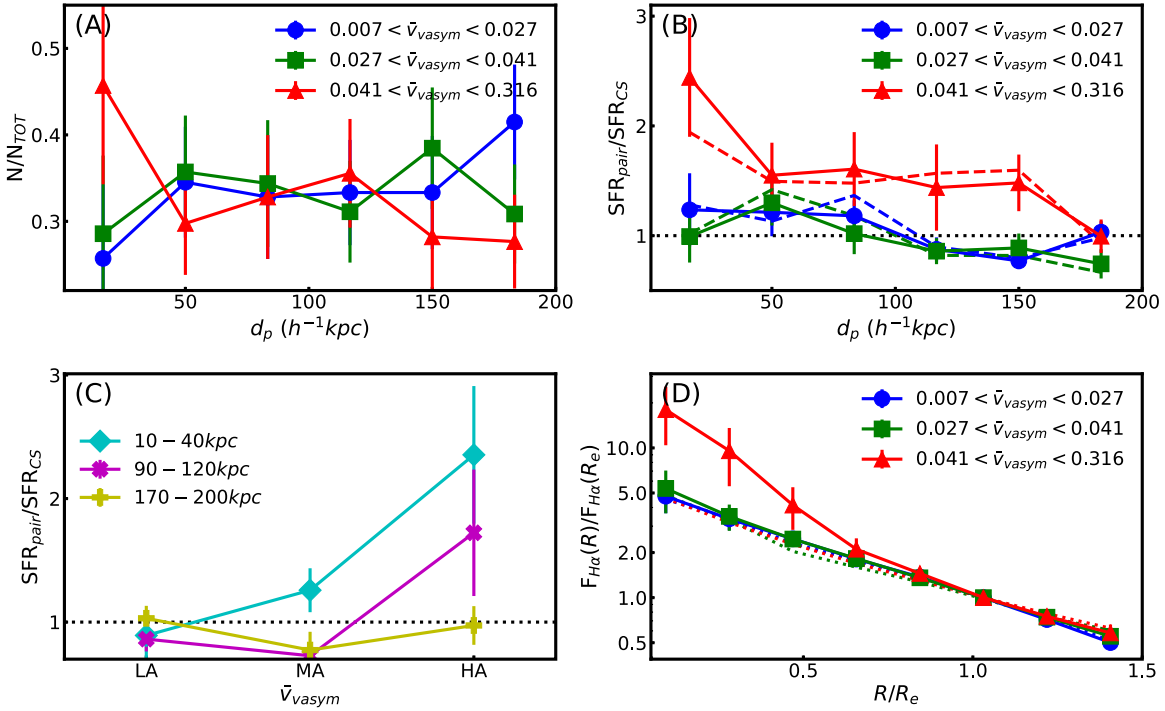 (A)
0.007 < v̄vasym < 0.027
0.027 < v̄vasym < 0.041
0.041 < v̄vasym < 0.316
0.5
0.4
0.3
N/NTOT
50 100 150 200
dp (h⁻¹kpc)
(B)
0.007 < v̄vasym < 0.027
0.027 < v̄vasym < 0.041
0.041 < v̄vasym < 0.316
3
2
1
SFRpair/SFRCS
50 100 150 200
dp (h⁻¹kpc)
(C)
10 − 40kpc
90 − 120kpc
170 − 200kpc
3
2
1
SFRpair/SFRCS
LA MA HA
v̄vasym
(D)
0.007 < v̄vasym < 0.027
0.027 < v̄vasym < 0.041
0.041 < v̄vasym < 0.316
10.0
5.0
2.0
1.0
0.5
FHα(R)/FHα(Re)
0.5 1.0 1.5
R/Re